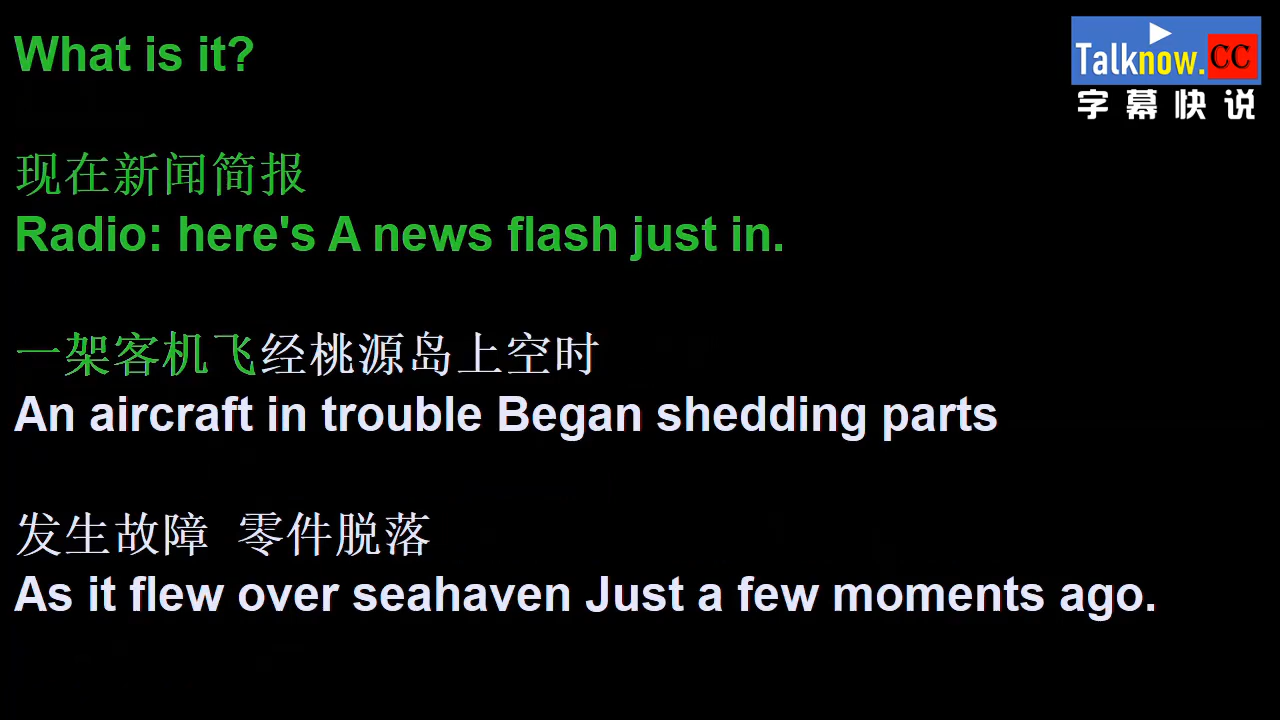 What is it?
Talknow.CC
字幕快说
现在新闻简报
Radio: here's A news flash just in.
一架客机飞经桃源岛上空时
An aircraft in trouble Began shedding parts
发生故障 零件脱落
As it flew over seahaven Just a few moments ago.